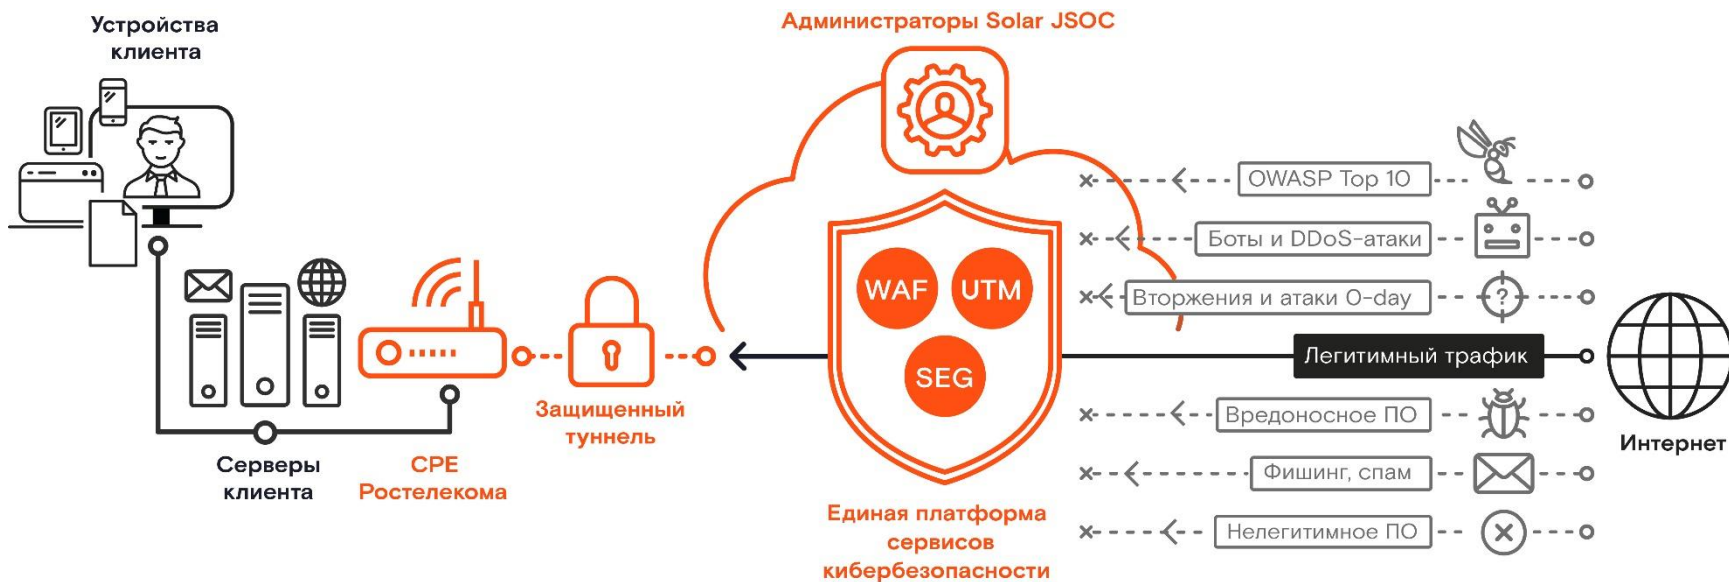 Устройства
клиента
Администраторы Solar JSOC
OWASP Top 10
Боты и DDoS-атаки
WAF
UTM
Вторжения и атаки 0-day
?
Легитимный трафик
SEG
Защищенный
туннель
Вредоносное ПО
Интернет
Серверы
клиента
CPE
Ростелекома
Фишинг, спам
Единая платформа
сервисов
кибербезопасности
Нелегитимное ПО